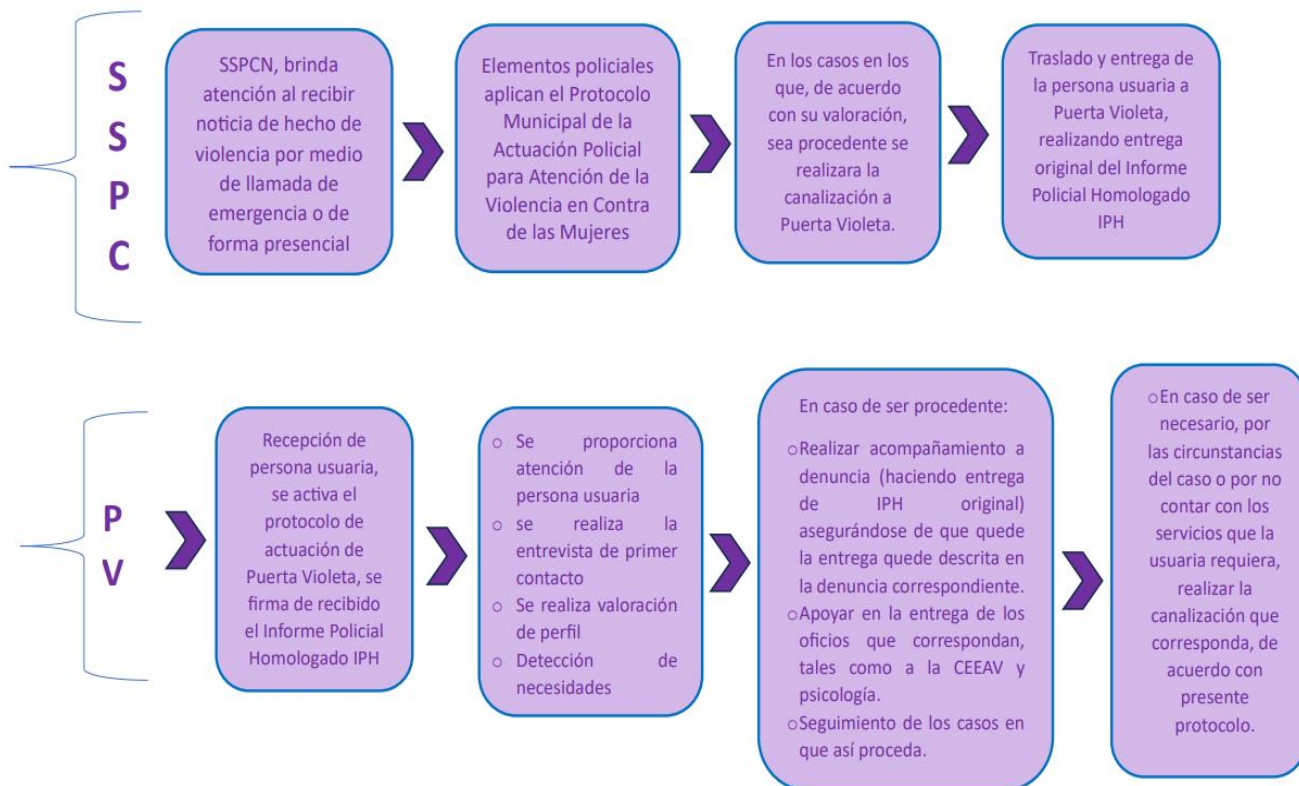 S
S
P
C
SSPCN, brinda
atención al recibir
noticia de hecho de
violencia por medio
de llamada de
emergencia o de
forma presencial
Elementos policiales
aplican el Protocolo
Municipal de la
Actuación Policial
para Atención de la
Violencia en Contra
de las Mujeres
En los casos en los
que, de acuerdo
con su valoración,
sea procedente se
realizara la
canalización a
Puerta Violeta.
Traslado y entrega de
la persona usuaria a
Puerta Violeta,
realizando entrega
original del Informe
Policial Homologado
IPH
P
V
Recepción de
persona usuaria,
se activa el
protocolo de
actuación de
Puerta Violeta, se
firma de recibido
el Informe Policial
Homologado IPH
o Se proporciona
atención de la
persona usuaria
o se realiza la
entrevista de primer
contacto
o Se realiza valoración
de perfil
o Detección de
necesidades
En caso de ser procedente:
o Realizar acompañamiento a
denuncia (haciendo entrega
de IPH original)
asegurándose de que quede
la entrega quede descrita en
la denuncia correspondiente.
o Apoyar en la entrega de los
oficios que correspondan,
tales como a la CEEAV y
psicología.
o Seguimiento de los casos en
que así proceda.
o En caso de ser
necesario, por
las circunstancias
del caso o por no
contar con los
servicios que la
usuaria requiera,
realizar la
canalización que
corresponda, de
acuerdo con
presente
protocolo.